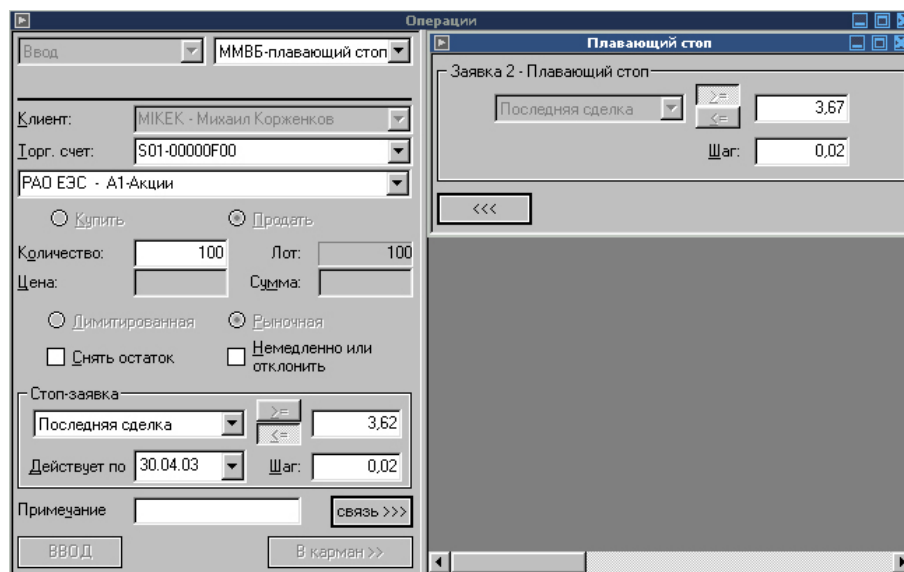 Операции
Ввод
ММВБ-плавающий стоп
Клиент:
MIKEK - Михаил Корженков
Торг. счет:
S01-00000F00
РАО ЕЭС - А1-Акции
Купить
Продать
Количество:
100
Лот:
100
Цена:
Сумма:
Лимитированная
Рыночная
Снять остаток
Немедленно или
отклонить
Стоп-заявка
Последняя сделка
>=
<=
3,62
Действует по
30.04.03
Шаг:
0,02
Примечание
связь >>>
ВВОД
В карман >>
Плавающий стоп
Заявка 2 - Плавающий стоп
Последняя сделка
>=
<=
3,67
Шаг:
0,02
<<<